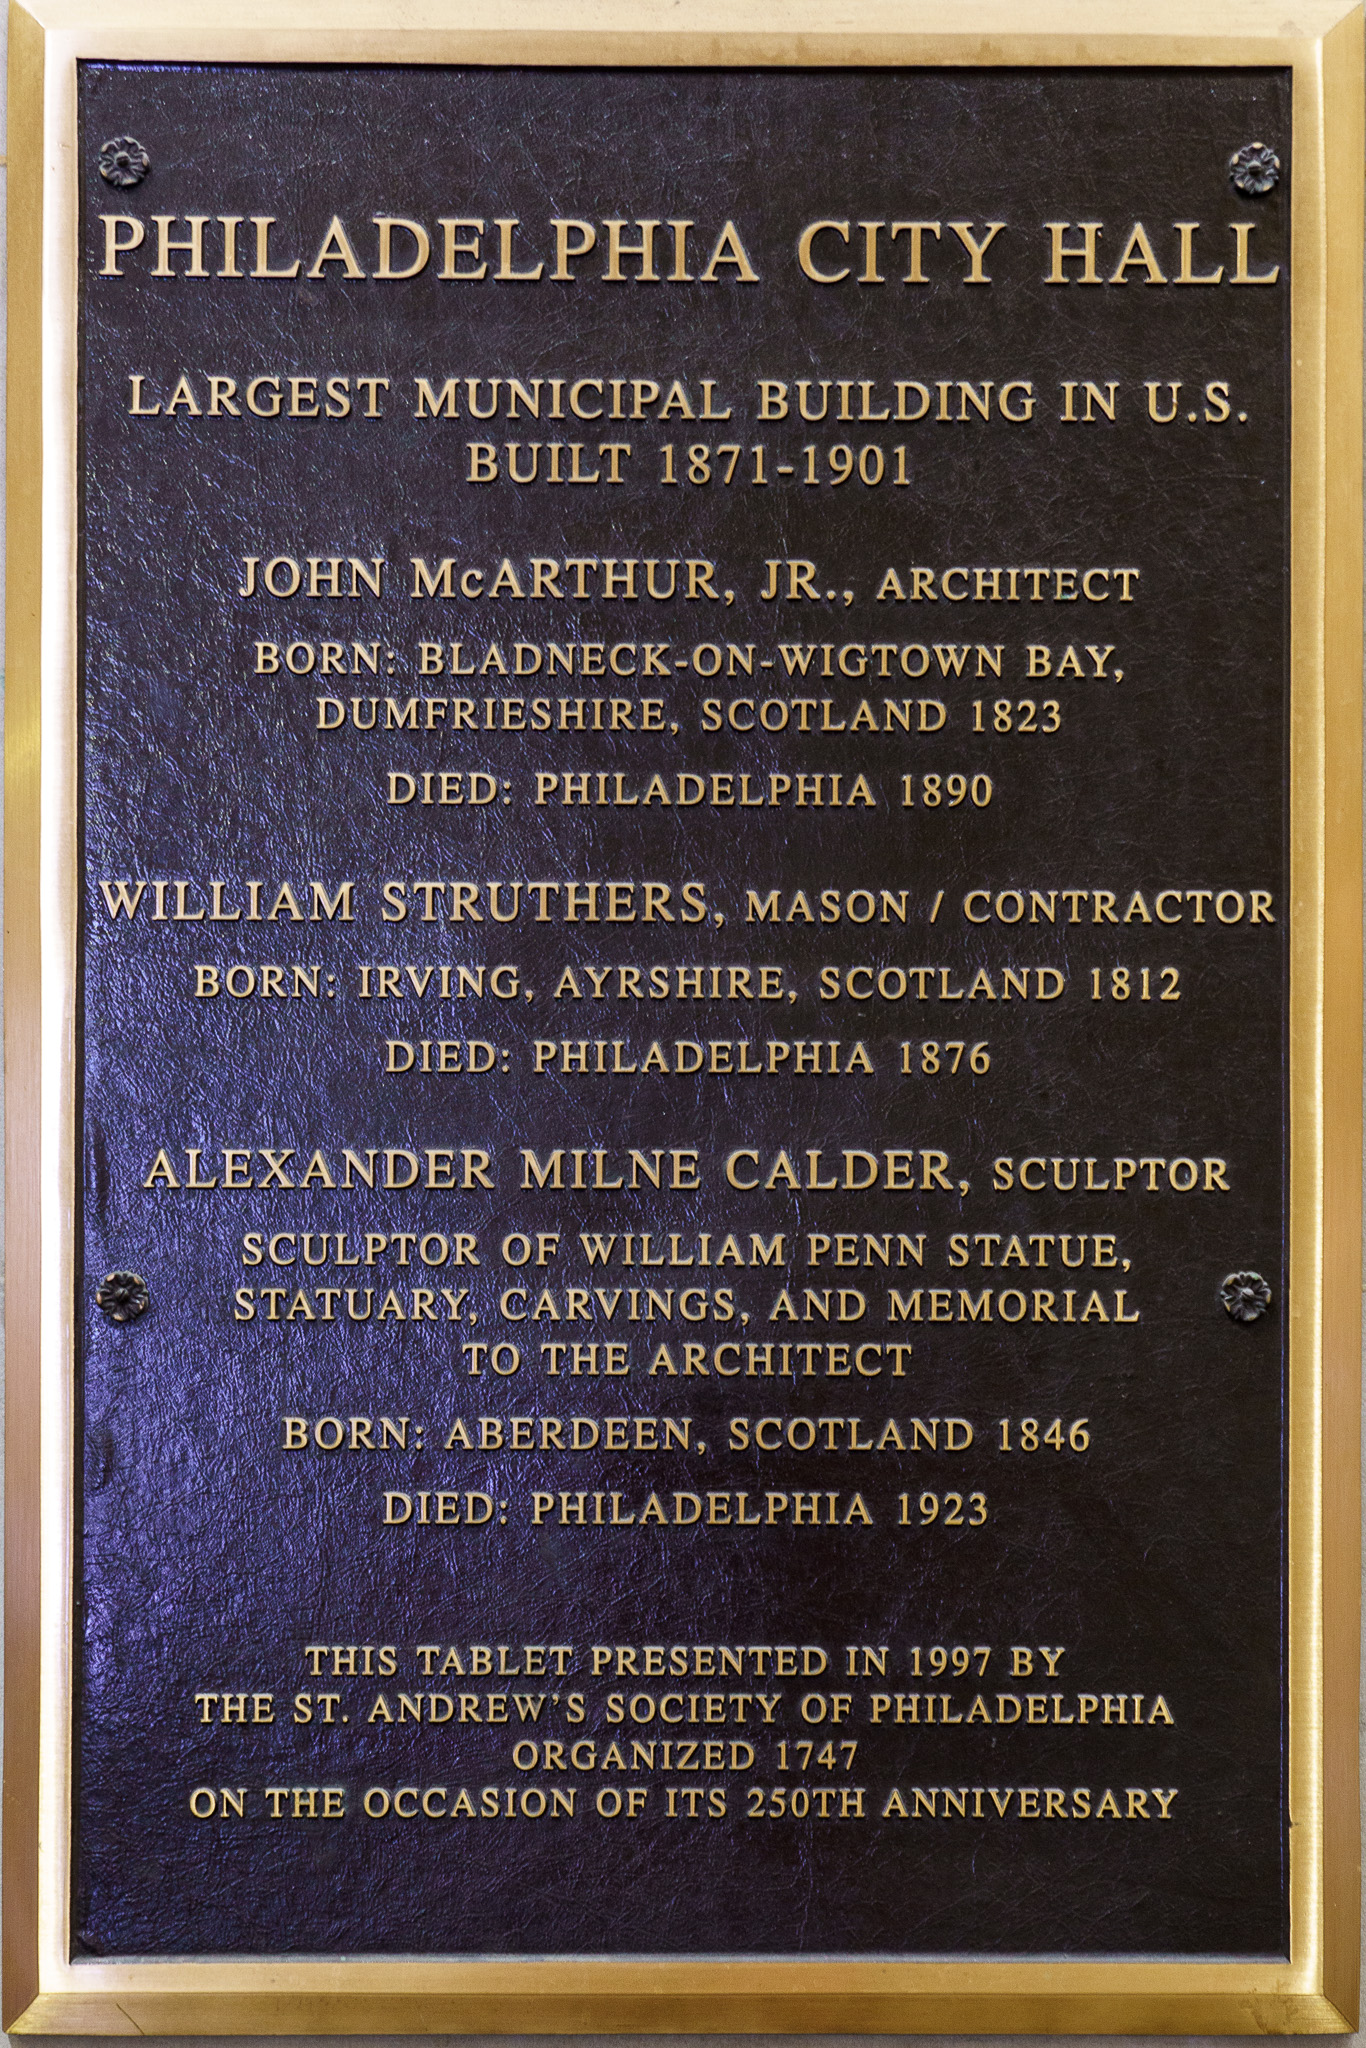 PHILADELPHIA CITY HALL
LARGEST MUNICIPAL BUILDING IN U.S.
BUILT 1871-1901
JOHN McARTHUR, JR., ARCHITECT
BORN: BLADNECK-ON-WIGTOWN BAY,
DUMFRIESHIRE, SCOTLAND 1823
DIED: PHILADELPHIA 1890
WILLIAM STRUTHERS, MASON / CONTRACTOR
BORN: IRVING, AYRSHIRE, SCOTLAND 1812
DIED: PHILADELPHIA 1876
ALEXANDER MILNE CALDER, SCULPTOR
SCULPTOR OF WILLIAM PENN STATUE,
STATUARY, CARVINGS, AND MEMORIAL
TO THE ARCHITECT
BORN: ABERDEEN, SCOTLAND 1846
DIED: PHILADELPHIA 1923
THIS TABLET PRESENTED IN 1997 BY
THE ST. ANDREW'S SOCIETY OF PHILADELPHIA
ORGANIZED 1747
ON THE OCCASION OF ITS 250TH ANNIVERSARY